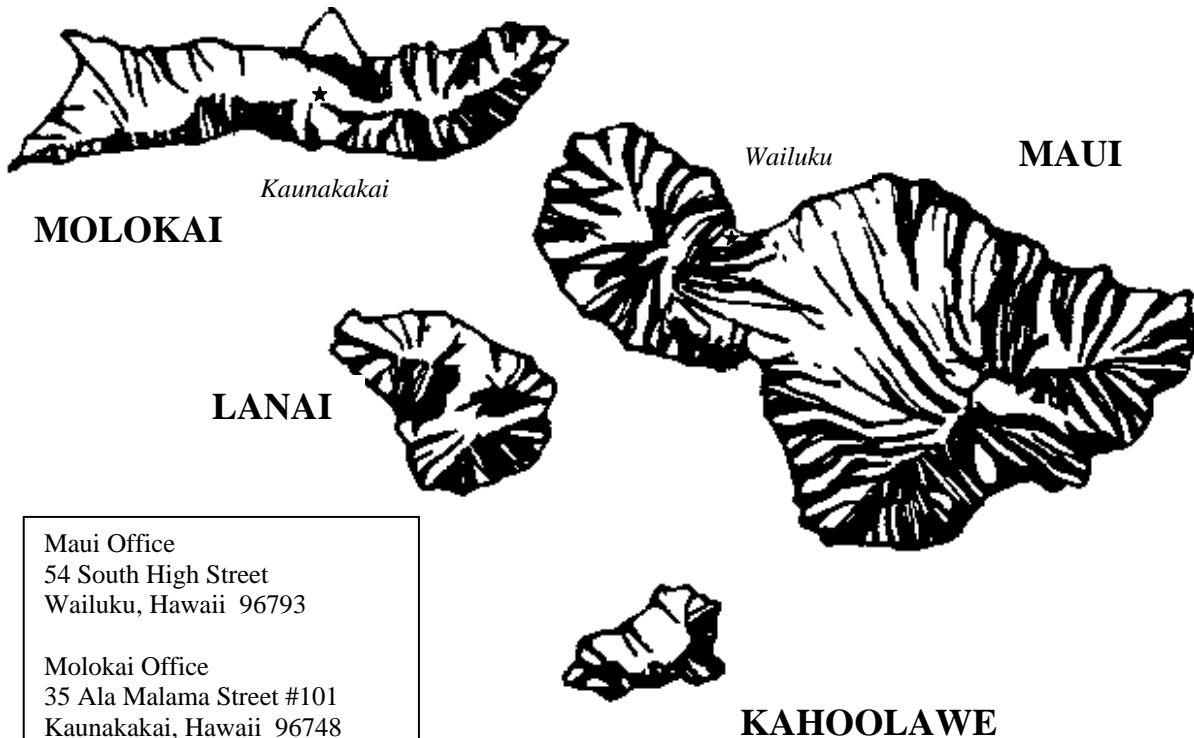 Wailuku
MAUI
Kaunakakai
MOLOKAI
LANAI
Maui Office
54 South High Street
Wailuku, Hawaii 96793
Molokai Office
35 Ala Malama Street #101
Kaunakakai, Hawaii 96748
KAHOOLAWE